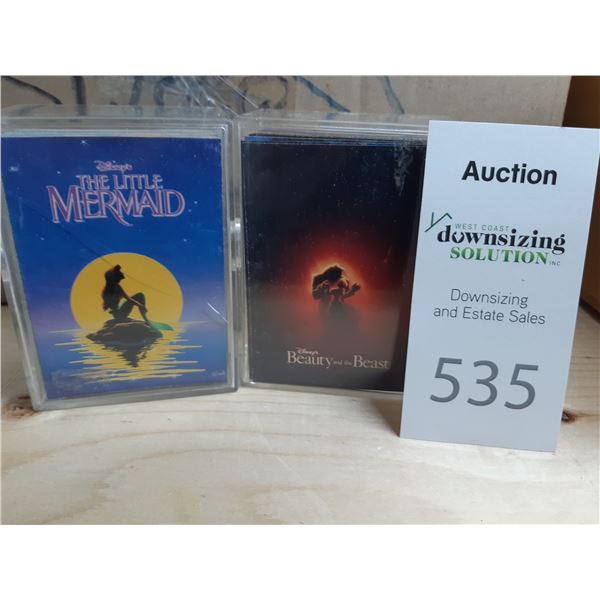 Disney's
THE LITTLE
MERMAID
Disney's
Beauty and the Beast
Auction
WEST COAST
downsizing
SOLUTION INC
Downsizing
and Estate Sales
535